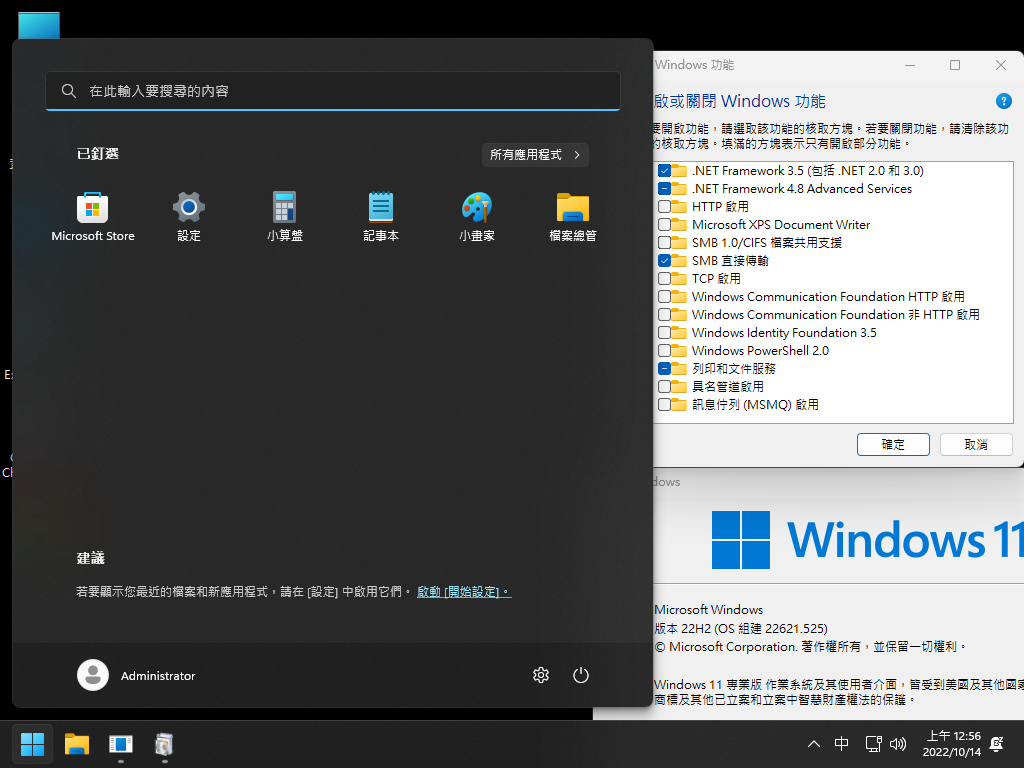 在此輸入要搜尋的內容
已釘選
所有應用程式
Microsoft Store
設定
小算盤
記事本
小畫家
檔案總管
建議
若要顯示您最近的檔案和新應用程式，請在 [設定] 中啟用它們。 啟動 [開始設定]。
Administrator
Windows 功能
啟或關閉 Windows 功能
要開啟功能，請選取該功能的核取方塊。若要關閉功能，請清除該功
的核取方塊。填滿的方塊表示只有開啟部分功能。
.NET Framework 3.5 (包括 .NET 2.0 和 3.0)
.NET Framework 4.8 Advanced Services
HTTP 啟用
Microsoft XPS Document Writer
SMB 1.0/CIFS 檔案共用支援
SMB 直接傳輸
TCP 啟用
Windows Communication Foundation HTTP 啟用
Windows Communication Foundation 非 HTTP 啟用
Windows Identity Foundation 3.5
Windows PowerShell 2.0
列印和文件服務
具名管道啟用
訊息佇列 (MSMQ) 啟用
確定
取消
dows
Windows 11
Microsoft Windows
版本 22H2 (OS 組建 22621.525)
© Microsoft Corporation. 著作權所有，並保留一切權利。
Windows 11 專業版 作業系統及其使用者介面，皆受到美國及其他國家
商標及其他已立案和立案中智慧財產權法的保護。
中
上午 12:56
2022/10/14